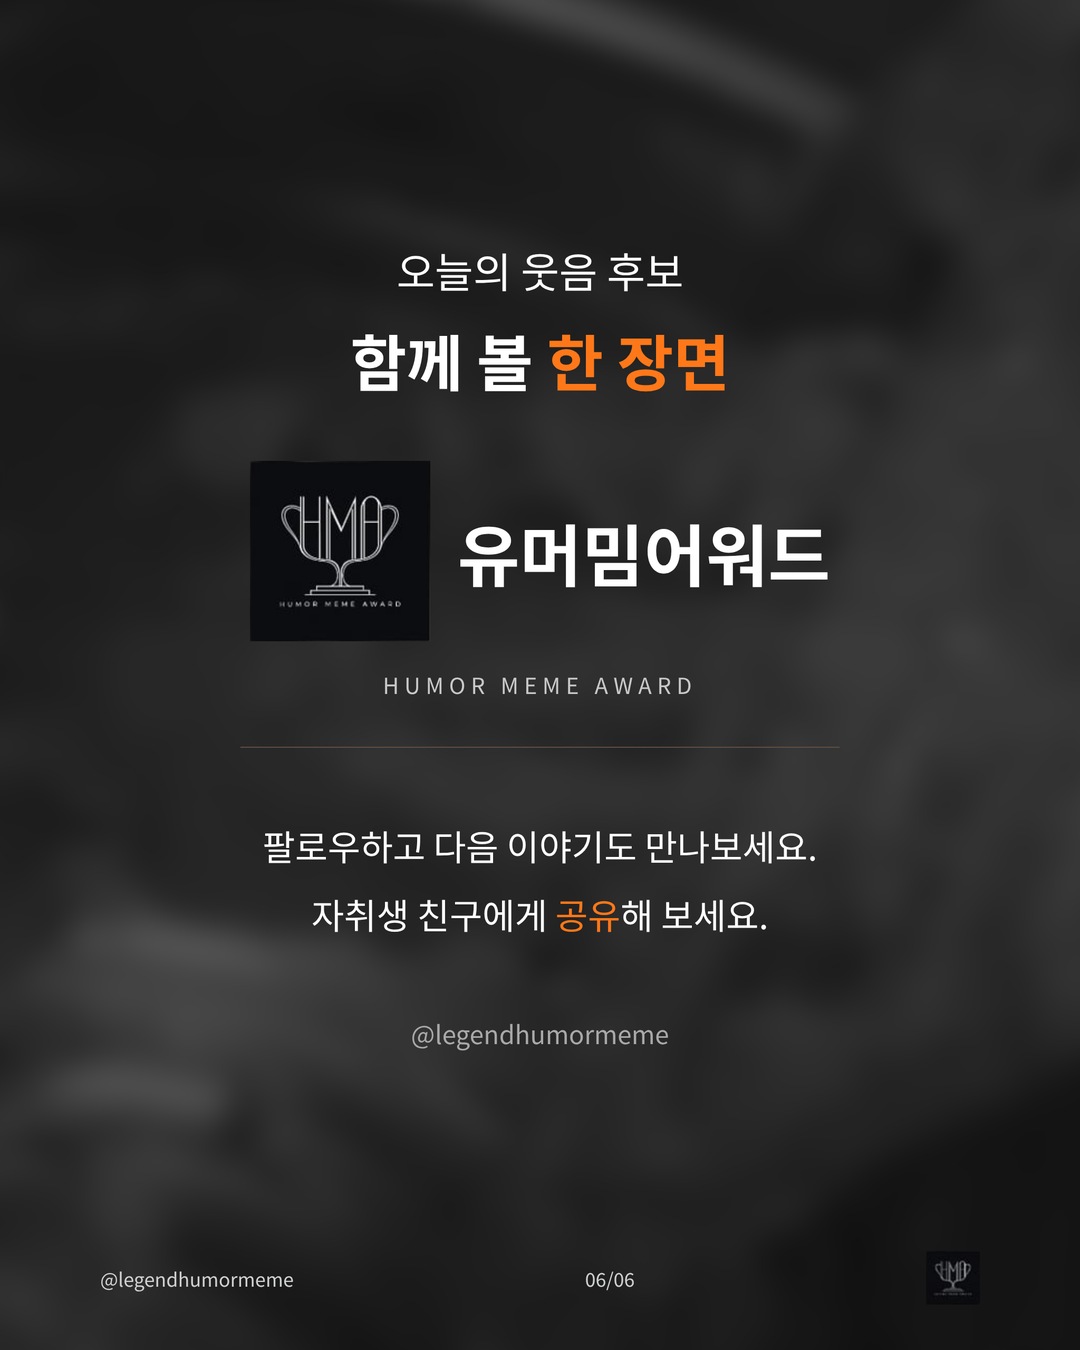 오늘의 웃음 후보
함께 볼 한 장면
HMA
HUMOR MEME AWARD
유머밈어워드
HUMOR MEME AWARD
팔로우하고 다음 이야기도 만나보세요.
자취생 친구에게 공유해 보세요.
@legendhumormeme
@legendhumormeme
06/06
HMA